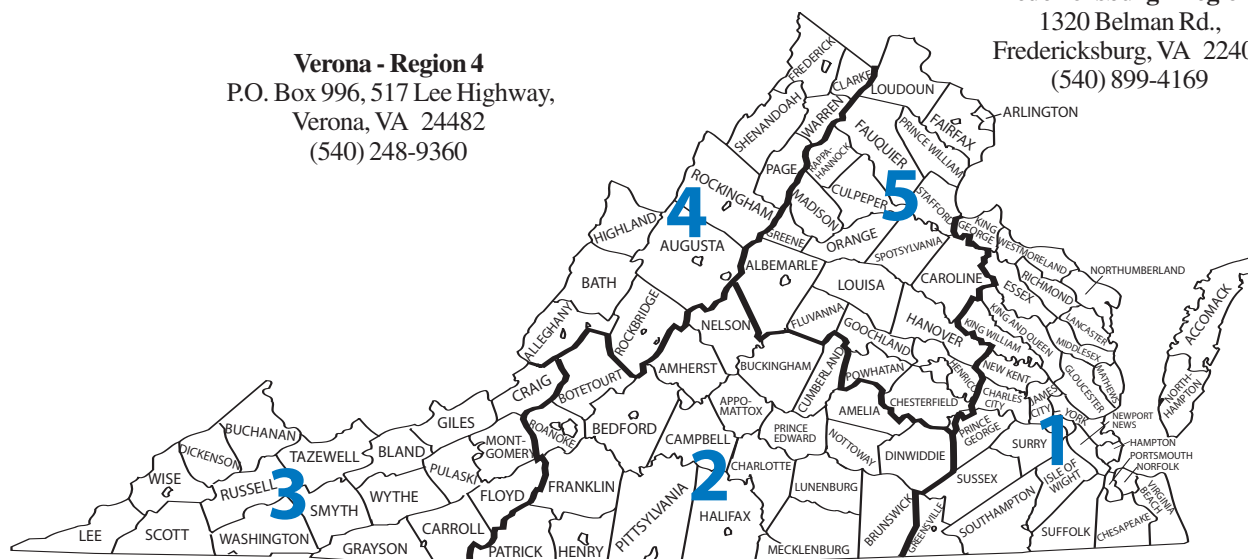 Verona - Region 4
P.O. Box 996, 517 Lee Highway,
Verona, VA 24482
(540) 248-9360
1320 Belman Rd.,
Fredericksburg, VA 2240
(540) 899-4169
FREDERICK
CLARKE
LOUDOUN
ARLINGTON
SHENANDOAH
WARREN
FAIRFAX
FAUQUIER
PRINCE WILLIAM
PAGE
RAPPA-
HANNOCK
ROCKINGHAM
4
CULPEPER
5
STAFFORD
MADISON
HIGHLAND
AUGUSTA
GREENE
ORANGE
SPOTSYLVANIA
KING
GEORGE
WESTMORELAND
BATH
ALBEMARLE
LOUISA
CAROLINE
ESSEX
RICHMOND
NORTHUMBERLAND
ACCOMACK
ALLEGHANY
ROCKBRIDGE
NELSON
FLUVANNA
GOOCHLAND
HANOVER
KING WILLIAM
KING AND QUEEN
LANCASTER
MIDDLESEX
CRAIG
BOTETOURT
AMHERST
BUCKINGHAM
CUMBERLAND
POWHATAN
HENRICO
NEW KENT
GLOUCESTER
MATHEWS
NORTH-
HAMPTON
GILES
ROANOKE
BEDFORD
APPO-
MATTOX
AMELIA
CHESTERFIELD
CHARLES
CITY
JAMES
CITY
YORK
NEWPORT
NEWS
BUCHANAN
DICKENSON
TAZEWELL
BLAND
MONT-
GOMERY
CAMPBELL
PRINCE
EDWARD
NOTTOWAY
DINWIDDIE
PRINCE
GEORGE
SURRY
1
HAMPTON
PORTSMOUTH
NORFOLK
WISE
RUSSELL
3
SMYTH
WYTHE
PULASKI
FLOYD
FRANKLIN
PITTSYLVANIA
2
CHARLOTTE
LUNENBURG
SUSSEX
ISLE OF
WIGHT
VIRGINIA
BEACH
LEE
SCOTT
WASHINGTON
GRAYSON
CARROLL
PATRICK
HENRY
HALIFAX
MECKLENBURG
BRUNSWICK
GREENSVILLE
SOUTHAMPTON
SUFFOLK
CHESAPEAKE